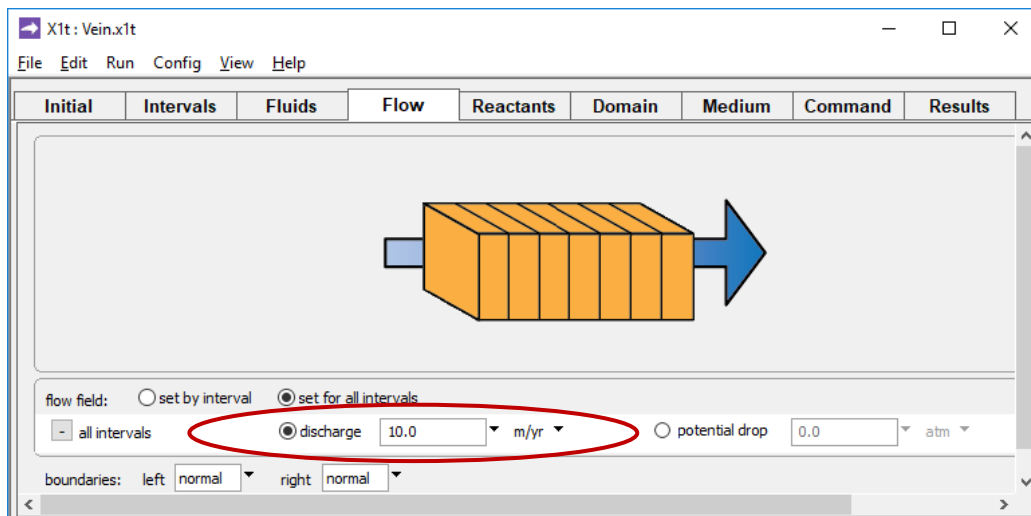 X1t : Vein.x1t
File Edit Run Config View Help
Initial Intervals Fluids Flow Reactants Domain Medium Command Results
flow field: set by interval set for all intervals
- all intervals discharge 10.0 m/yr potential drop 0.0 atm
boundaries: left normal right normal